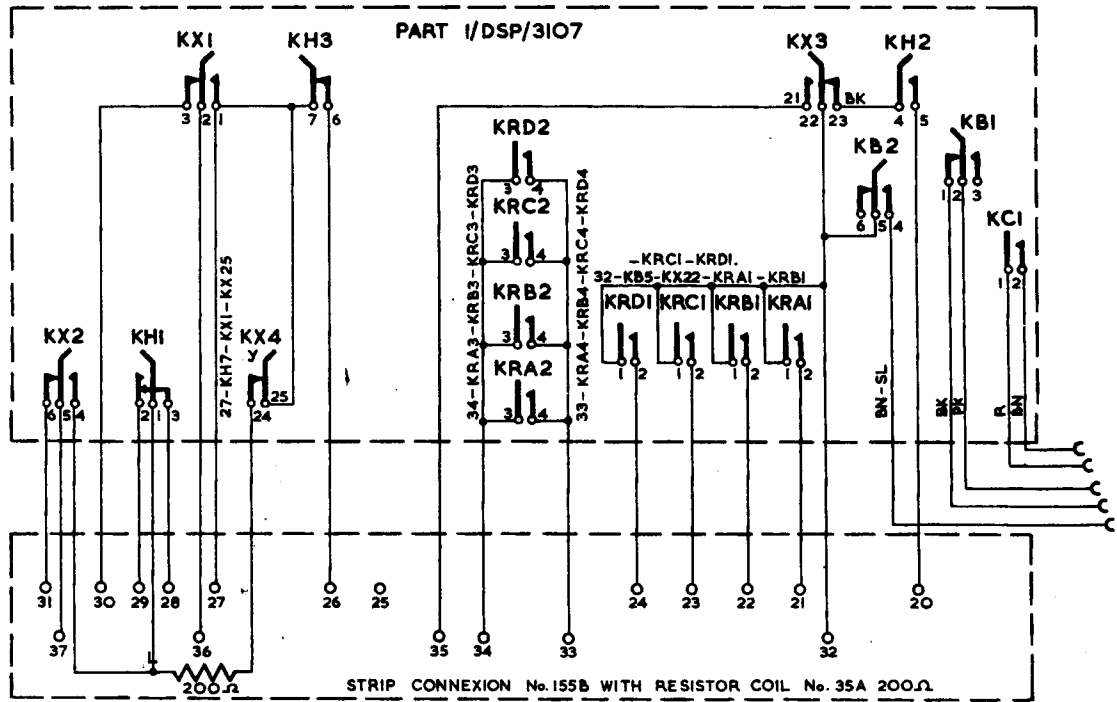 PART 1/DSP/3107
KX1
KH3
KX3
KH2
3 2 1
7 6
21 22 23 BK
4 5
KRD2
3 4
KB2
KB1
6 5 4
1 2 3
KRC2
3 4
KC1
1 2
34-KRA3-KRB3-KRC3-KRD3
33-KRA4-KRB4-KRC4-KRD4
-KRC1-KRD1.
32-KB5-KX22-KRA1-KRB1
KRB2
3 4
KRD1 KRC1 KRB1 KRA1
1 2 1 2 1 2 1 2
KX2
KH1
KX4
Y
27-KH7-KX1-KX25
KRA2
3 4
6 5 4
2 1 3
24 25
BN-SL
BK
PK
R
BN
31
30
29
28
27
26
25
24
23
22
21
20
37
36
35
34
33
32
200Ω
STRIP CONNEXION No. 155B WITH RESISTOR COIL No. 35A 200Ω